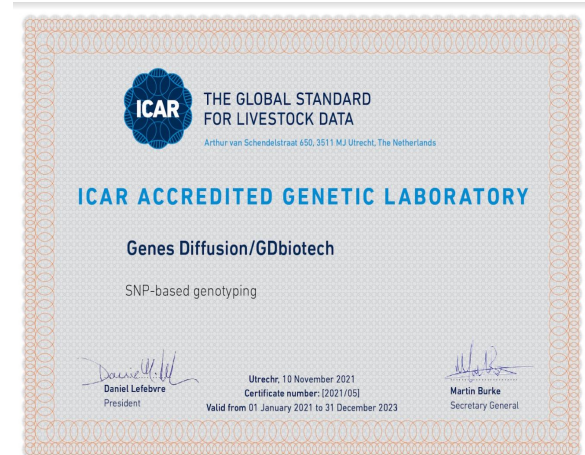 ICAR
THE GLOBAL STANDARD
FOR LIVESTOCK DATA
Arthur van Schendelstraat 650, 3511 MJ Utrecht, The Netherlands
ICAR ACCREDITED GENETIC LABORATORY
Genes Diffusion/GDbiotech
SNP-based genotyping
Daniel Lefebvre
President
Utrechr, 10 November 2021
Certificate number: [2021/05]
Valid from 01 January 2021 to 31 December 2023
Martin Burke
Secretary General